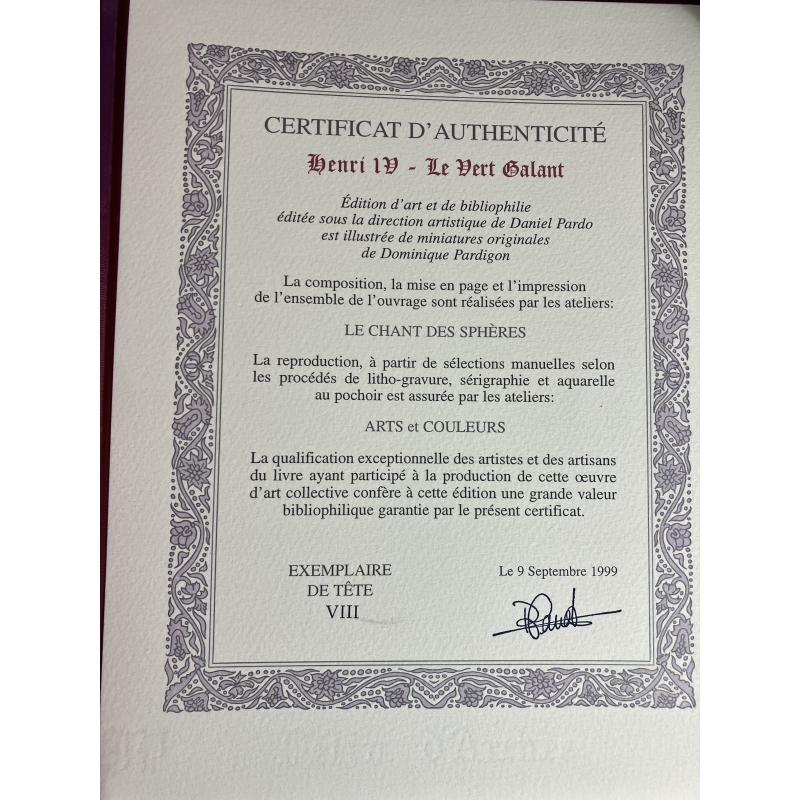 CERTIFICAT D'AUTHENTICITÉ
Henri IV - Le Vert Galant
Édition d'art et de bibliophilie
éditée sous la direction artistique de Daniel Pardo
est illustrée de miniatures originales
de Dominique Pardigon
La composition, la mise en page et l'impression
de l'ensemble de l'ouvrage sont réalisées par les ateliers:
LE CHANT DES SPHÈRES
La reproduction, à partir de sélections manuelles selon
les procédés de litho-gravure, sérigraphie et aquarelle
au pochoir est assurée par les ateliers:
ARTS et COULEURS
La qualification exceptionnelle des artistes et des artisans
du livre ayant participé à la production de cette œuvre
d'art collective confère à cette édition une grande valeur
bibliophilique garantie par le présent certificat.
EXEMPLAIRE
DE TÊTE
VIII
Le 9 Septembre 1999